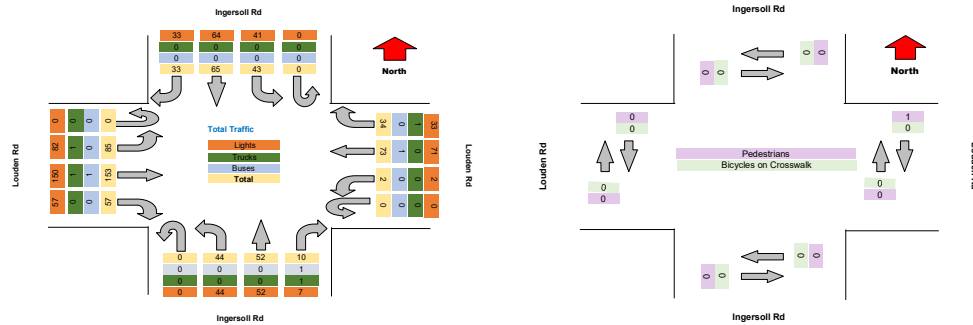 Ingersoll Rd
33 64 41 0
0 0 0 0
0 0 0 0
33 65 43 0
North
Louden Rd
0 0 0 0
82 1 0 85
150 1 1 153
57 0 0 57
Total Traffic
Lights
Trucks
Buses
Total
34 0 1 33
73 1 0 71
2 0 0 2
0 0 0 0
Louden Rd
0 44 52 10
0 0 0 1
0 0 0 1
0 44 52 7
Ingersoll Rd
Ingersoll Rd
0 0
0 0
North
Louden Rd
0
0
0
0
Pedestrians
Bicycles on Crosswalk
1
0
0
0
0 0
0 0
Ingersoll Rd